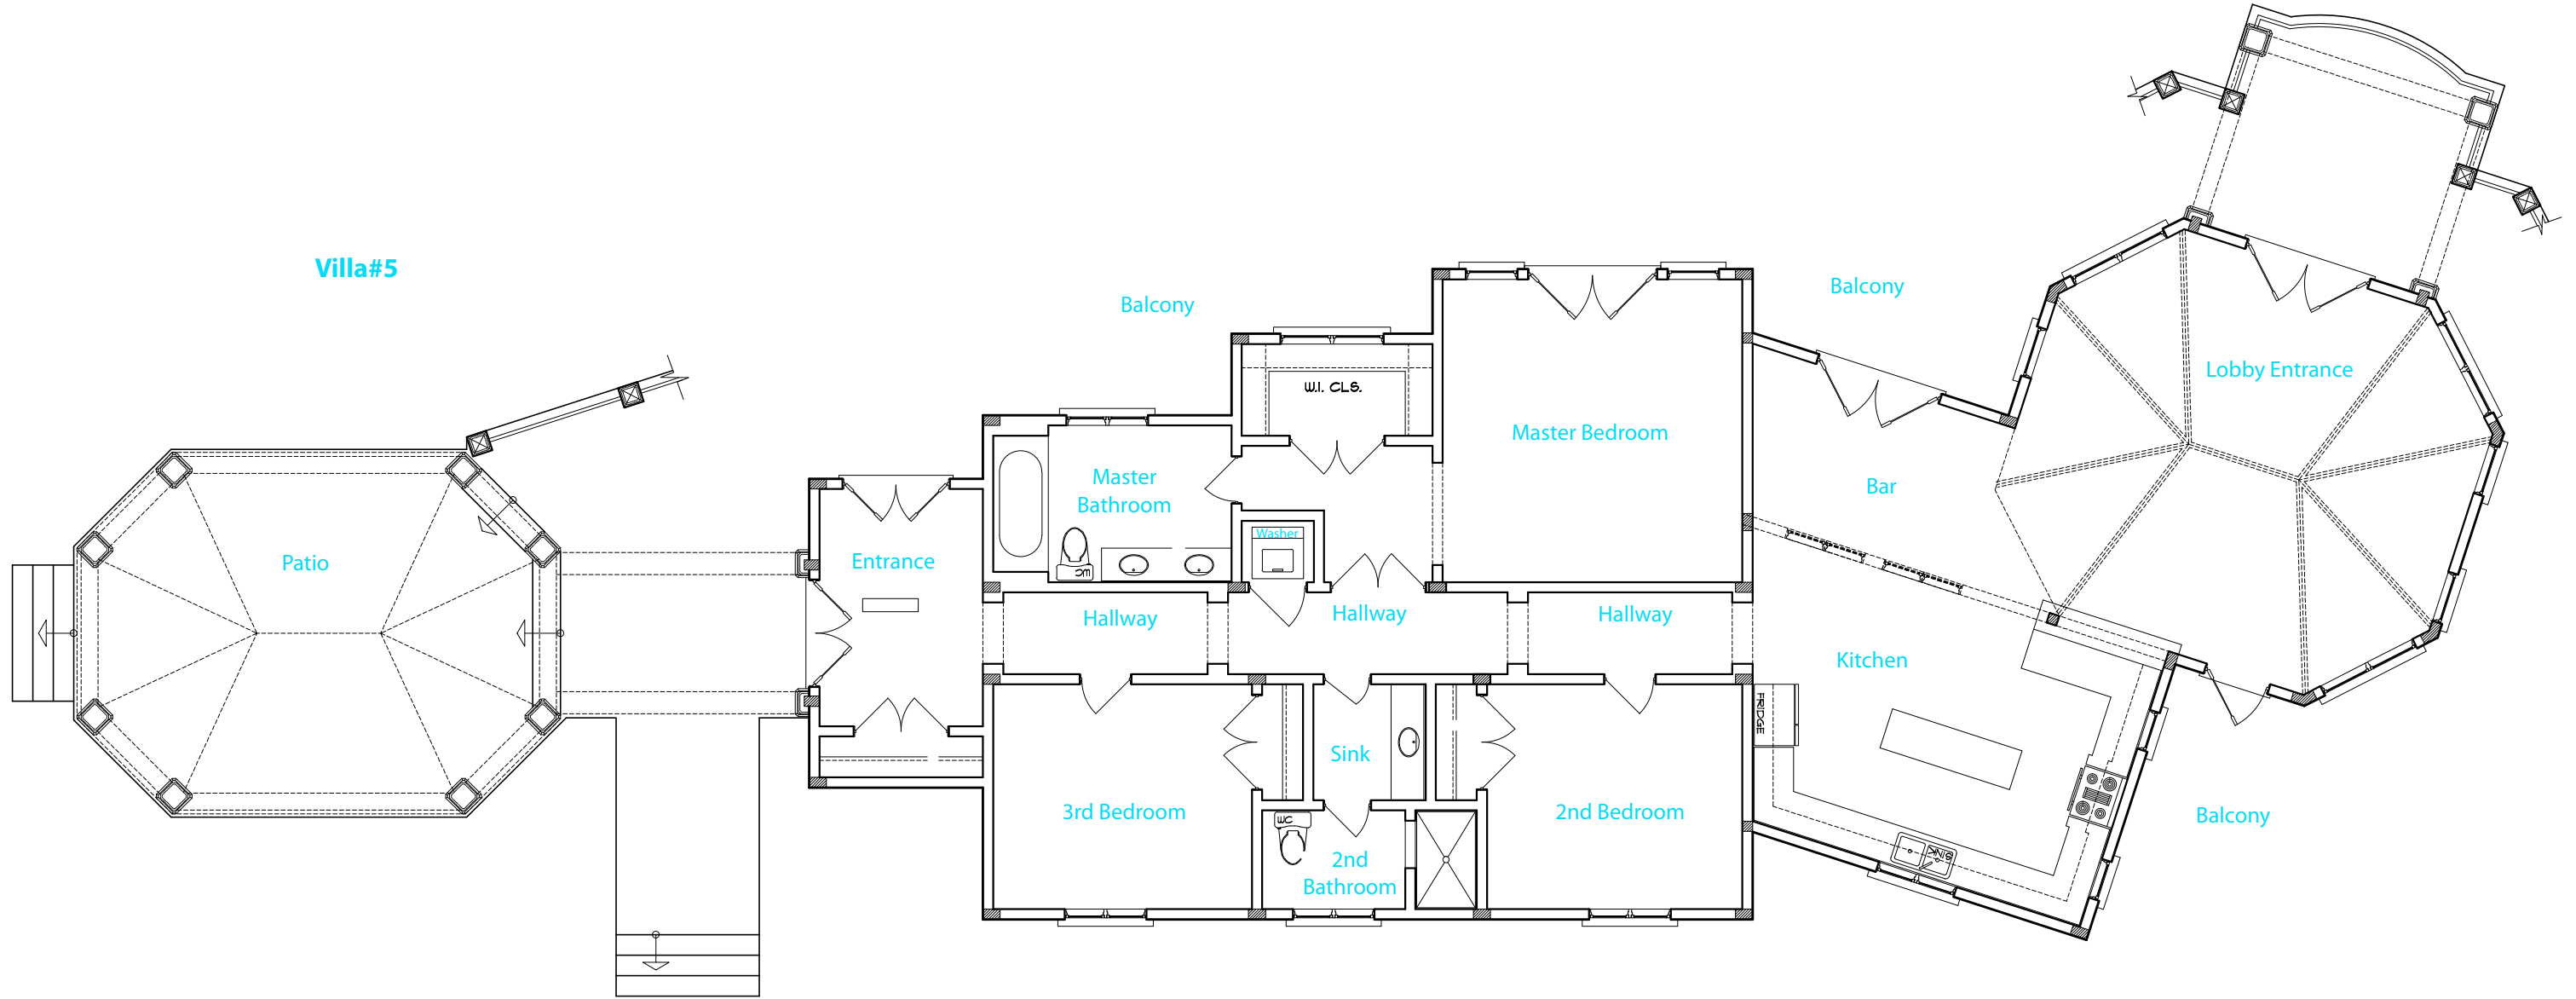 Villa#5
Balcony
Balcony
Lobby Entrance
W.I. CLS.
Master Bedroom
Master
Bathroom
Bar
Washer
Patio
Entrance
WC
Hallway
Hallway
Hallway
Kitchen
FRIDGE
Sink
3rd Bedroom
2nd Bedroom
Balcony
WC
2nd
Bathroom
SINK